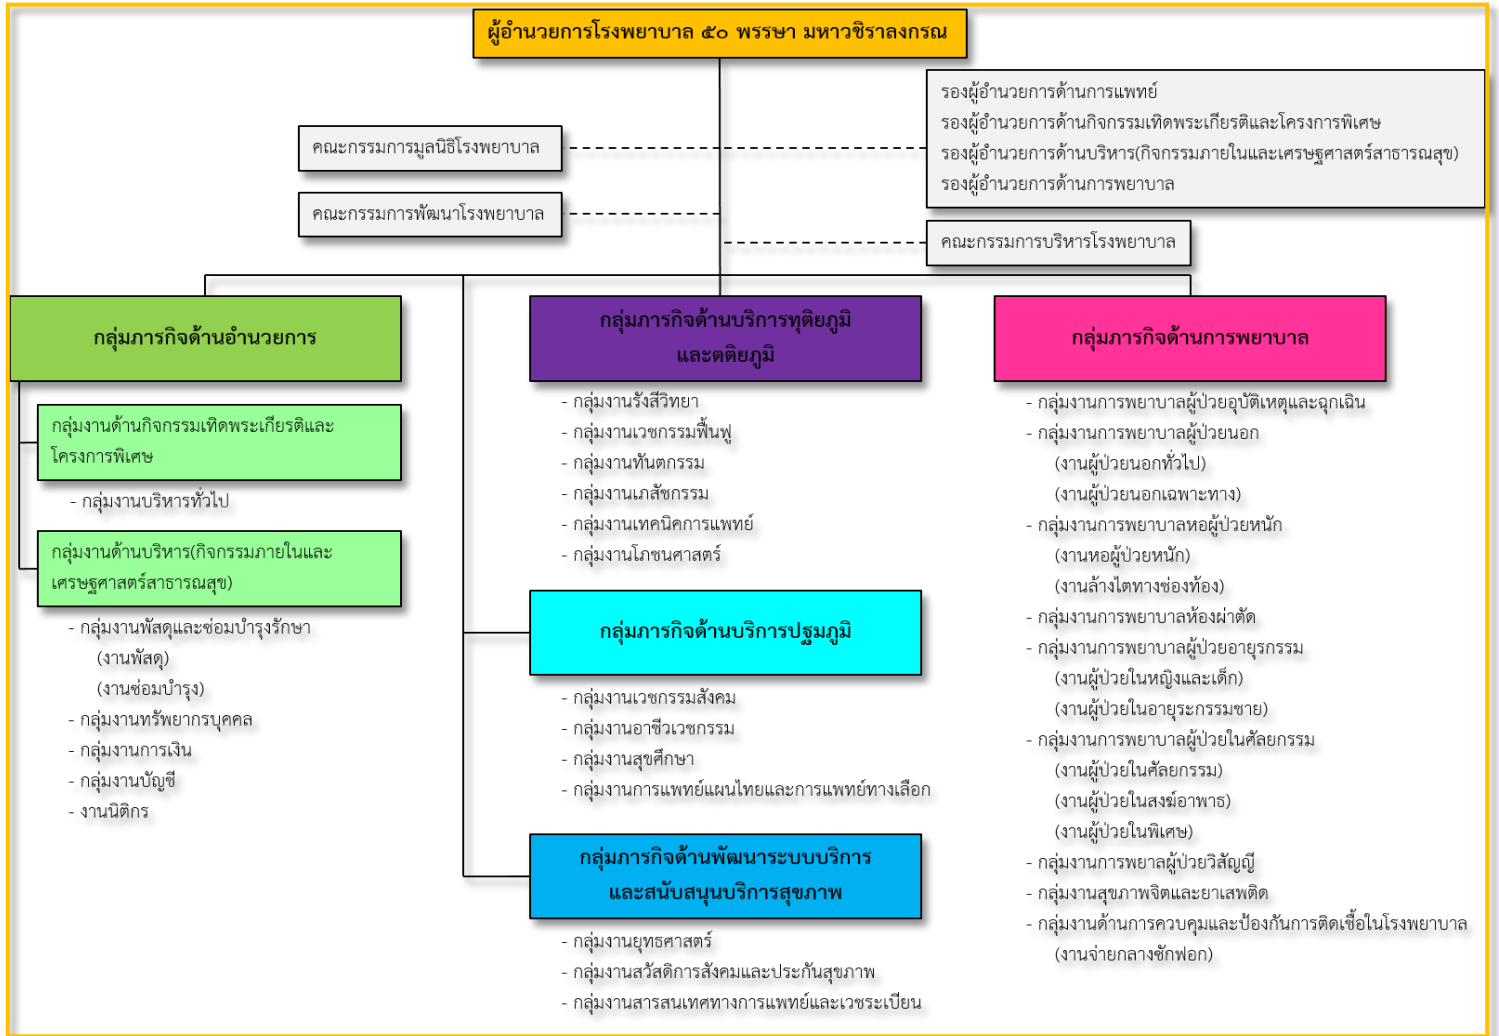 ผู้อำนวยการโรงพยาบาล ๕๐ พรรษา มหาวชิราลงกรณ
รองผู้อำนวยการด้านการแพทย์
รองผู้อำนวยการด้านกิจกรรมเทิดพระเกียรติและโครงการพิเศษ
รองผู้อำนวยการด้านบริหาร(กิจกรรมภายในและเศรษฐศาสตร์สาธารณสุข)
รองผู้อำนวยการด้านการพยาบาล
คณะกรรมการมูลนิธิโรงพยาบาล
คณะกรรมการพัฒนาโรงพยาบาล
คณะกรรมการบริหารโรงพยาบาล
กลุ่มภารกิจด้านอำนวยการ
กลุ่มงานด้านกิจกรรมเทิดพระเกียรติและ
โครงการพิเศษ
- กลุ่มงานบริหารทั่วไป
กลุ่มงานด้านบริหาร(กิจกรรมภายในและ
เศรษฐศาสตร์สาธารณสุข)
- กลุ่มงานพัสดุและซ่อมบำรุงรักษา
(งานพัสดุ)
(งานซ่อมบำรุง)
- กลุ่มงานทรัพยากรบุคคล
- กลุ่มงานการเงิน
- กลุ่มงานบัญชี
- งานนิติกร
กลุ่มภารกิจด้านบริการทุติยภูมิ
และตติยภูมิ
- กลุ่มงานรังสีวิทยา
- กลุ่มงานเวชกรรมฟื้นฟู
- กลุ่มงานทันตกรรม
- กลุ่มงานเภสัชกรรม
- กลุ่มงานเทคนิคการแพทย์
- กลุ่มงานโภชนศาสตร์
กลุ่มภารกิจด้านบริการปฐมภูมิ
- กลุ่มงานเวชกรรมสังคม
- กลุ่มงานอาชีวเวชกรรม
- กลุ่มงานสุขศึกษา
- กลุ่มงานการแพทย์แผนไทยและการแพทย์ทางเลือก
กลุ่มภารกิจด้านพัฒนาระบบบริการ
และสนับสนุนบริการสุขภาพ
- กลุ่มงานยุทธศาสตร์
- กลุ่มงานสวัสดิการสังคมและประกันสุขภาพ
- กลุ่มงานสารสนเทศทางการแพทย์และเวชระเบียน
กลุ่มภารกิจด้านการพยาบาล
- กลุ่มงานการพยาบาลผู้ป่วยอุบัติเหตุและฉุกเฉิน
- กลุ่มงานการพยาบาลผู้ป่วยนอก
(งานผู้ป่วยนอกทั่วไป)
(งานผู้ป่วยนอกเฉพาะทาง)
- กลุ่มงานการพยาบาลหอผู้ป่วยหนัก
(งานหอผู้ป่วยหนัก)
(งานล้างไตทางช่องท้อง)
- กลุ่มงานการพยาบาลห้องผ่าตัด
- กลุ่มงานการพยาบาลผู้ป่วยอายุรกรรม
(งานผู้ป่วยในหญิงและเด็ก)
(งานผู้ป่วยในอายุระกรรมชาย)
- กลุ่มงานการพยาบาลผู้ป่วยในศัลยกรรม
(งานผู้ป่วยในศัลยกรรม)
(งานผู้ป่วยในสงฆ์อาพาธ)
(งานผู้ป่วยในพิเศษ)
- กลุ่มงานการพยาลผู้ป่วยวิสัญญี
- กลุ่มงานสุขภาพจิตและยาเสพติด
- กลุ่มงานด้านการควบคุมและป้องกันการติดเชื้อในโรงพยาบาล
(งานจ่ายกลางซักฟอก)